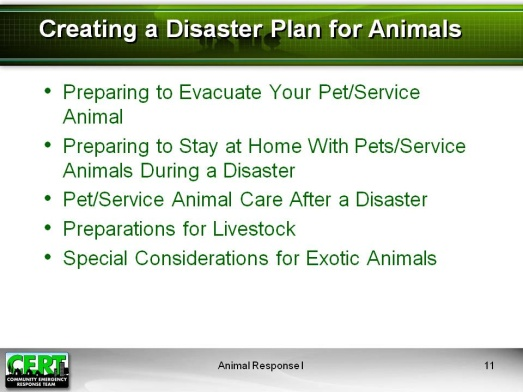 Creating a Disaster Plan for Animals
• Preparing to Evacuate Your Pet/Service
Animal
• Preparing to Stay at Home With Pets/Service
Animals During a Disaster
• Pet/Service Animal Care After a Disaster
• Preparations for Livestock
• Special Considerations for Exotic Animals
CERT
COMMUNITY EMERGENCY
RESPONSE TEAM
Animal Response I
11